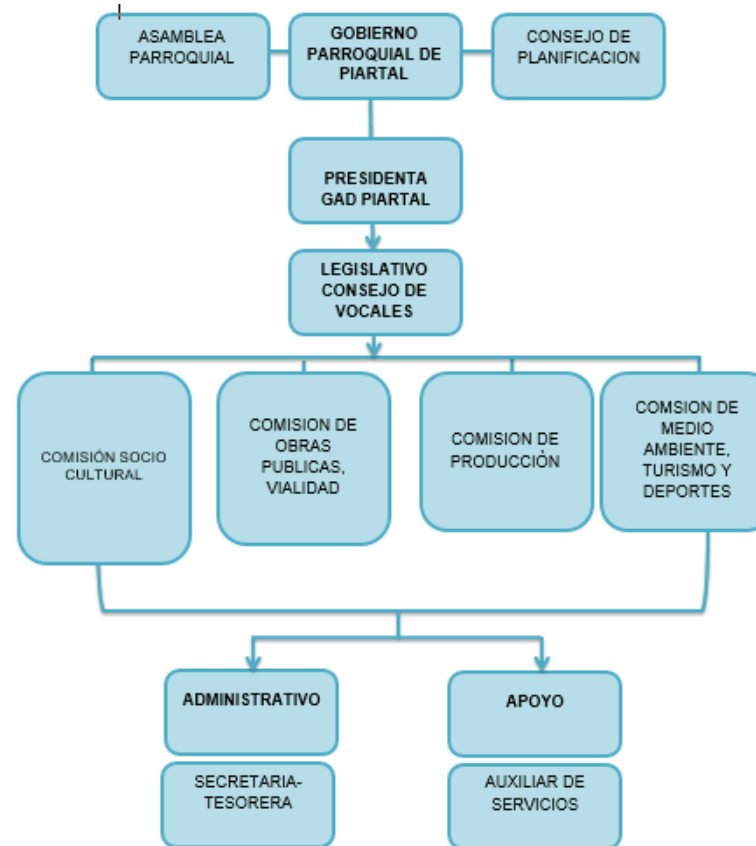 ASAMBLEA
PARROQUIAL
GOBIERNO
PARROQUIAL DE
PIARTAL
CONSEJO DE
PLANIFICACION
PRESIDENTA
GAD PIARTAL
LEGISLATIVO
CONSEJO DE
VOCALES
COMISIÓN SOCIO
CULTURAL
COMISION DE
OBRAS
PUBLICAS,
VIALIDAD
COMISION DE
PRODUCCIÒN
COMSION DE
MEDIO
AMBIENTE,
TURISMO Y
DEPORTES
ADMINISTRATIVO
APOYO
SECRETARIA-
TESORERA
AUXILIAR DE
SERVICIOS